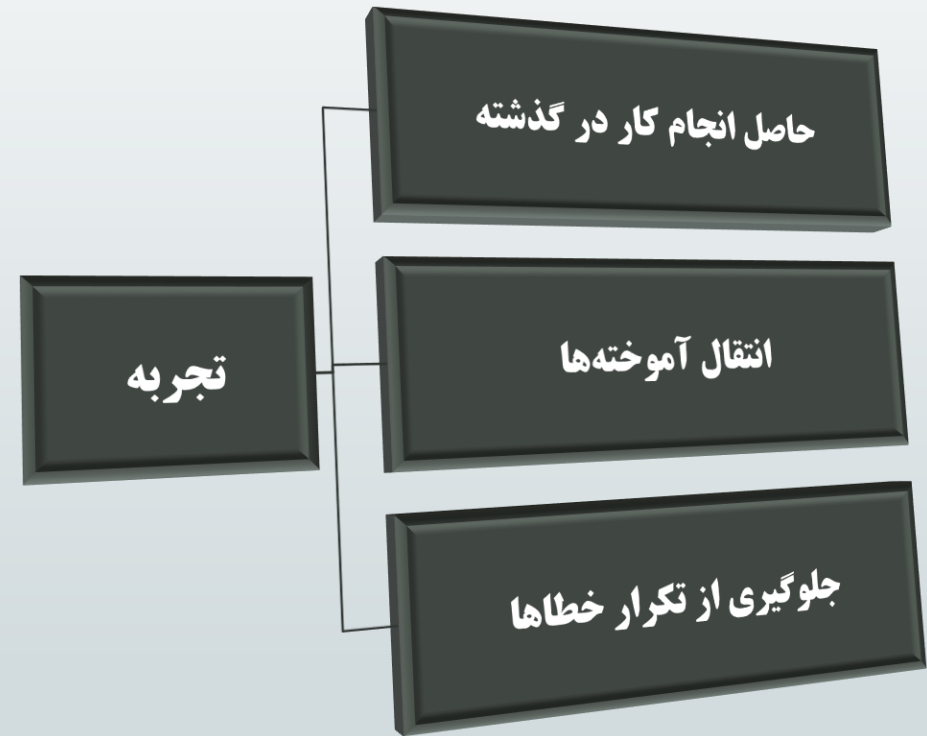 تجربه
حاصل انجام کار در گذشته
انتقال آموخته‌ها
جلوگیری از تکرار خطاها